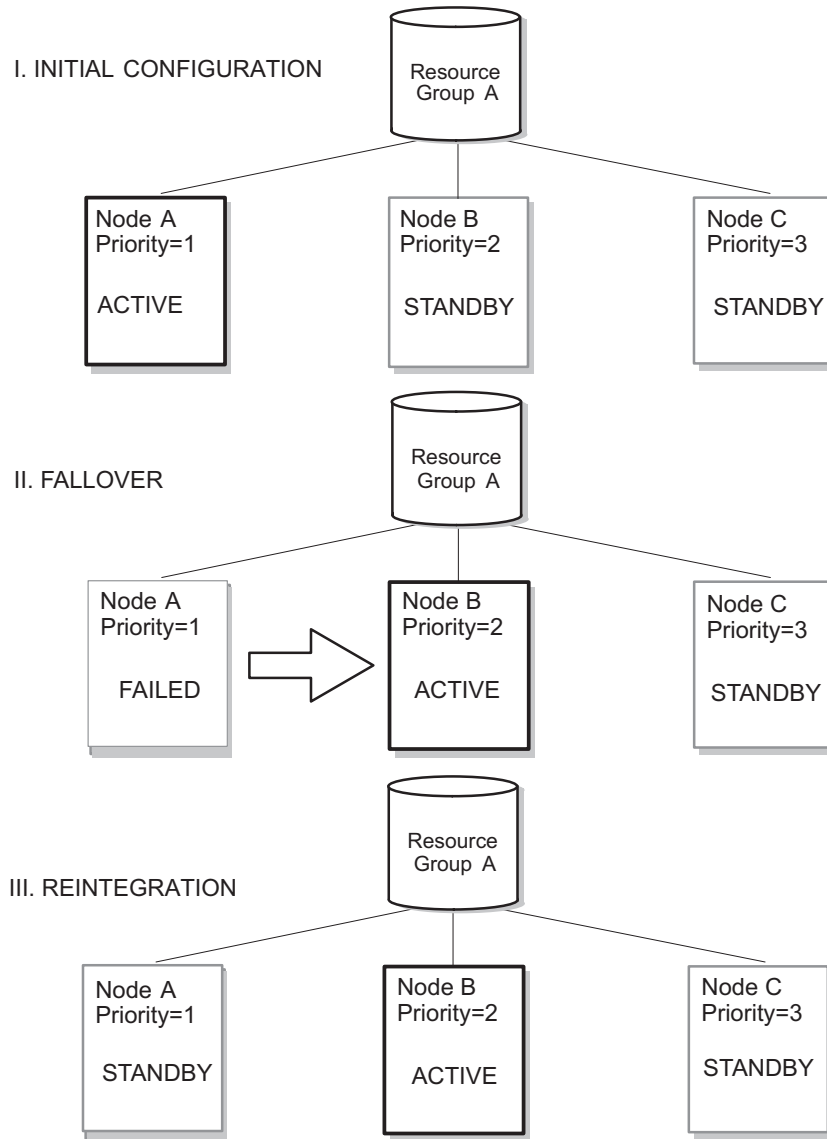 I. INITIAL CONFIGURATION
Resource
Group A
Node A
Priority=1
ACTIVE
Node B
Priority=2
STANDBY
Node C
Priority=3
STANDBY
II. FALLOVER
Resource
Group A
Node A
Priority=1
FAILED
Node B
Priority=2
ACTIVE
Node C
Priority=3
STANDBY
III. REINTEGRATION
Resource
Group A
Node A
Priority=1
STANDBY
Node B
Priority=2
ACTIVE
Node C
Priority=3
STANDBY